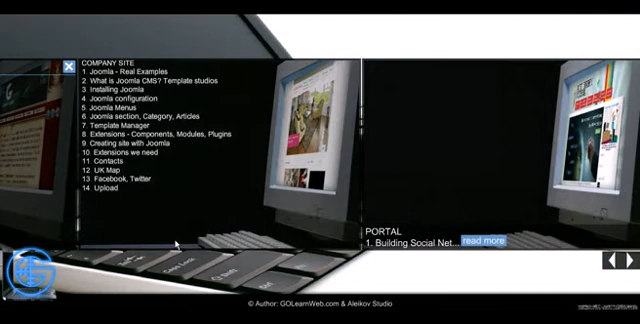 COMPANY SITE
1 Joomla - Real Examples
2 What is Joomla CMS? Template studios
3 Installing Joomla
4 Joomla configuration
5 Joomla Menus
6 Joomla section, Category, Articles
7 Template Manager
8 Extensions - Components, Modules, Plugins
9 Creating site with Joomla
10 Extensions we need
11 Contacts
12 UK Map
13 Facebook, Twitter
14 Upload
PORTAL
1. Building Social Net... read more
Caps Lock
Shift
© Author: GOLearnWeb.com & Aleikov Studio